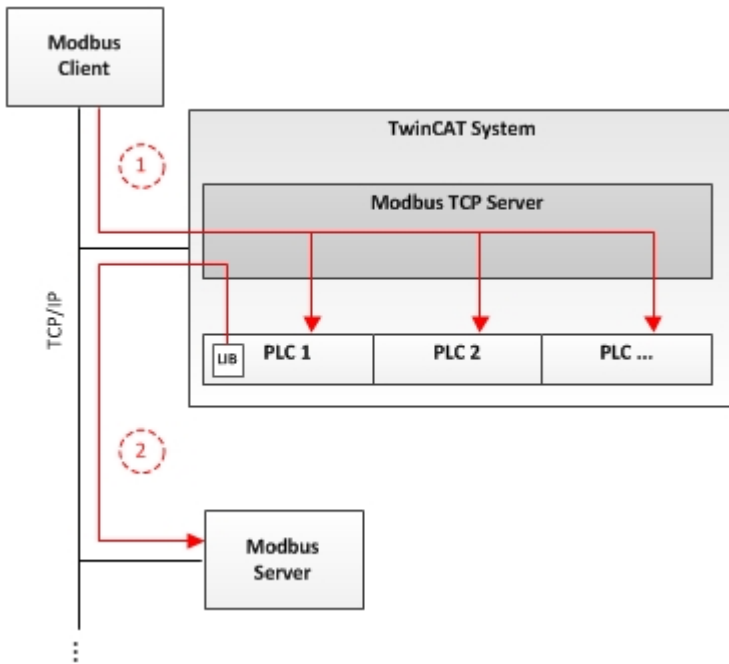 Modbus
Client
TwinCAT System
1
Modbus TCP Server
TCP/IP
LIB
PLC 1
PLC 2
PLC ...
2
Modbus
Server
...